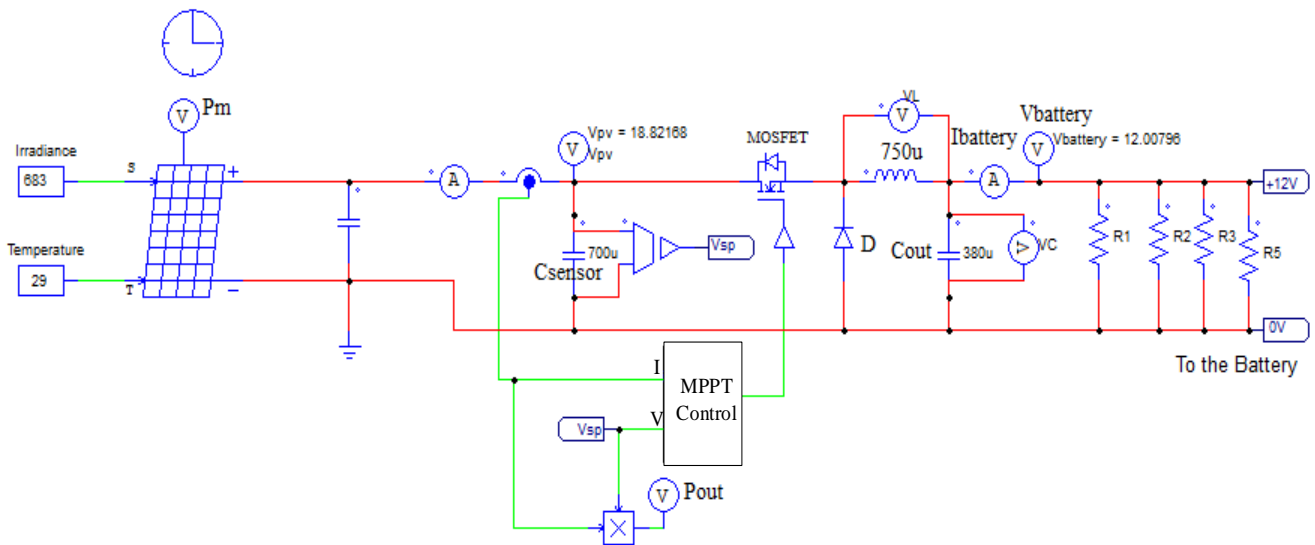 V
Pm
Irradiance
683
S
+
Temperature
29
T
−
A
V
Vpv = 18.82168
Vpv
700u
Csensor
Vsp
MOSFET
VL
V
750u
D
Cout
380u
V
VC
Ibattery
A
Vbattery
V
Vbattery = 12.00796
R1
R2
R3
R5
+12V
0V
To the Battery
I
V
MPPT
Control
Vsp
V
Pout